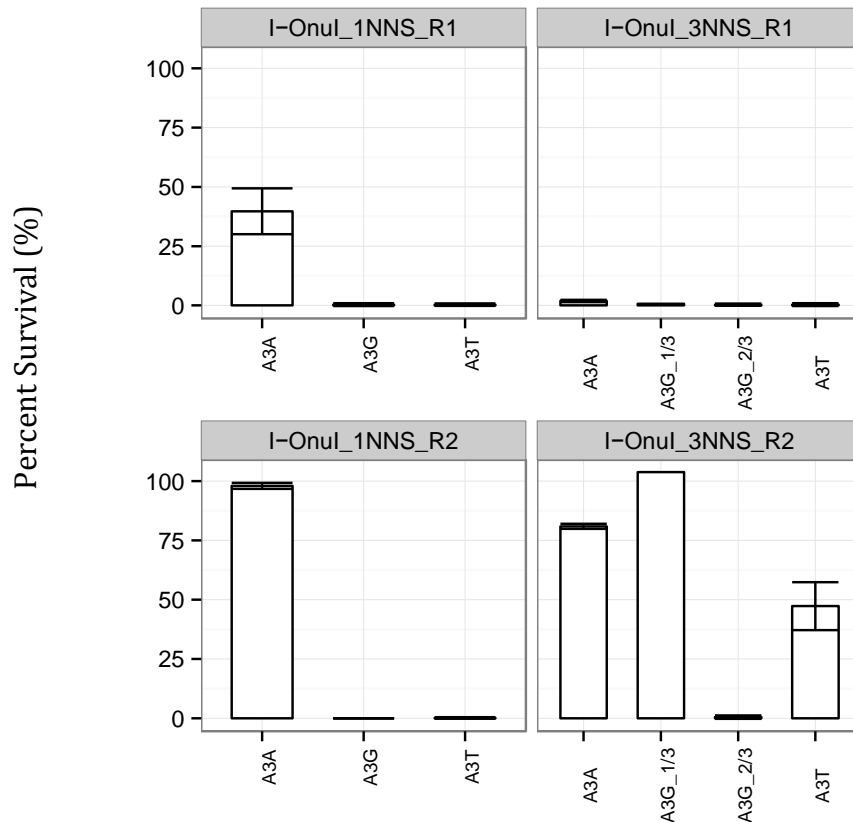 Percent Survival (%)
I−OnuI_1NNS_R1
I−OnuI_3NNS_R1
100
75
50
25
0
A3A
A3G
A3T
A3A
A3G_1/3
A3G_2/3
A3T
I−OnuI_1NNS_R2
I−OnuI_3NNS_R2
100
75
50
25
0
A3A
A3G
A3T
A3A
A3G_1/3
A3G_2/3
A3T